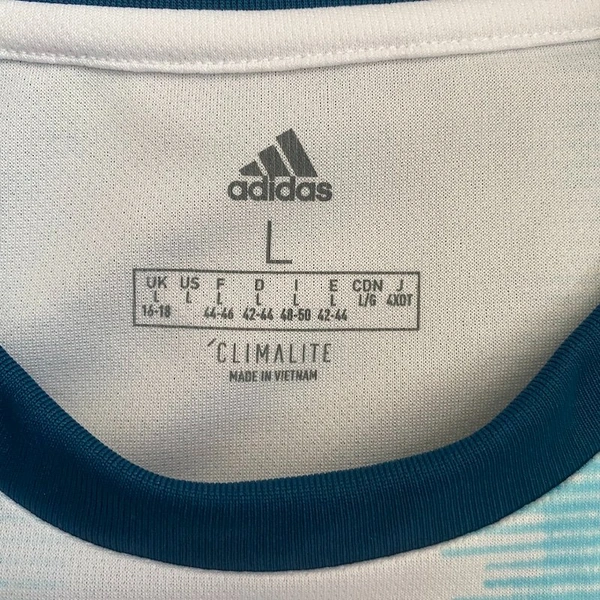 adidas
L
UK US F D I E CDN J
L L L L L L L/G 4XOT
16-18 44-46 42-44 48-50 42-44
CLIMALITE
MADE IN VIETNAM